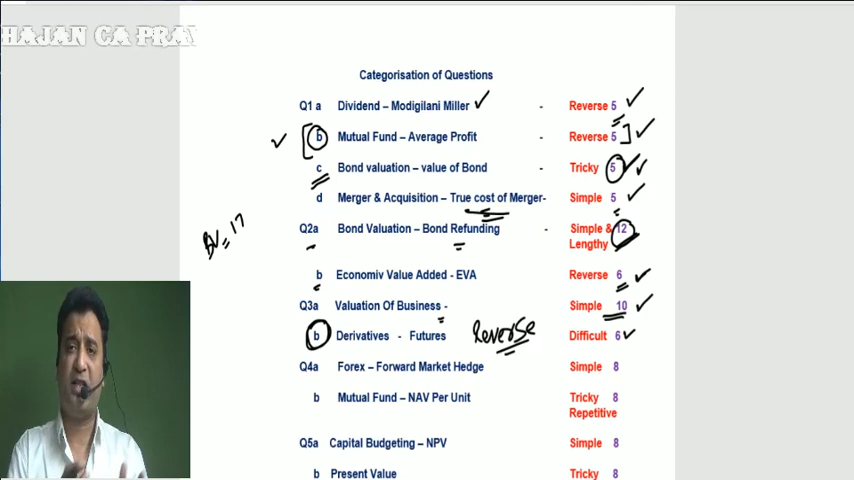 HAJAN CA PRAV
Categorisation of Questions
Q1 a Dividend – Modigilani Miller - Reverse 5
b Mutual Fund – Average Profit - Reverse 5
c Bond valuation – value of Bond - Tricky 5
d Merger & Acquisition – True cost of Merger- Simple 5
Q2a Bond Valuation – Bond Refunding - Simple & 12
Lengthy
BV = 17
b Economiv Value Added - EVA Reverse 6
Q3a Valuation Of Business - Simple 10
b Derivatives - Futures Reverse Difficult 6
Q4a Forex – Forward Market Hedge Simple 8
b Mutual Fund – NAV Per Unit Tricky 8
Repetitive
Q5a Capital Budgeting – NPV Simple 8
b Present Value Tricky 8